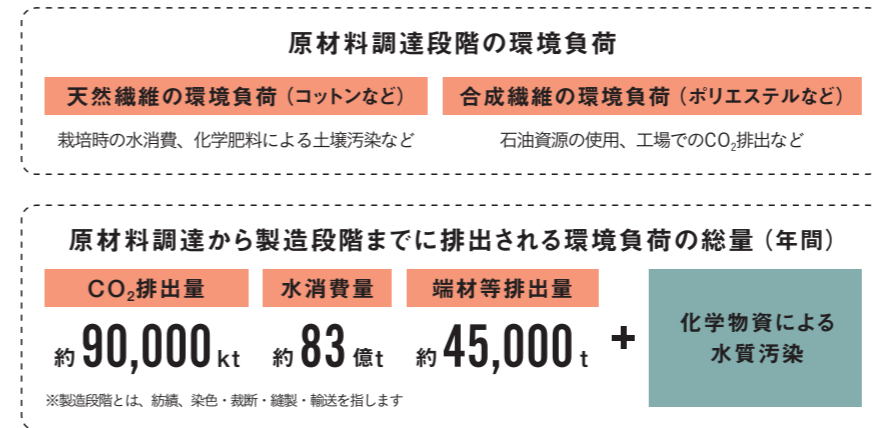 原材料調達段階の環境負荷
天然繊維の環境負荷（コットンなど）
合成繊維の環境負荷（ポリエステルなど）
栽培時の水消費、化学肥料による土壌汚染など
石油資源の使用、工場でのCO₂排出など
原材料調達から製造段階までに排出される環境負荷の総量（年間）
CO₂排出量
水消費量
端材等排出量
約90,000kt
約83億t
約45,000t
+
化学物資による
水質汚染
※製造段階とは、紡績、染色・裁断・縫製・輸送を指します